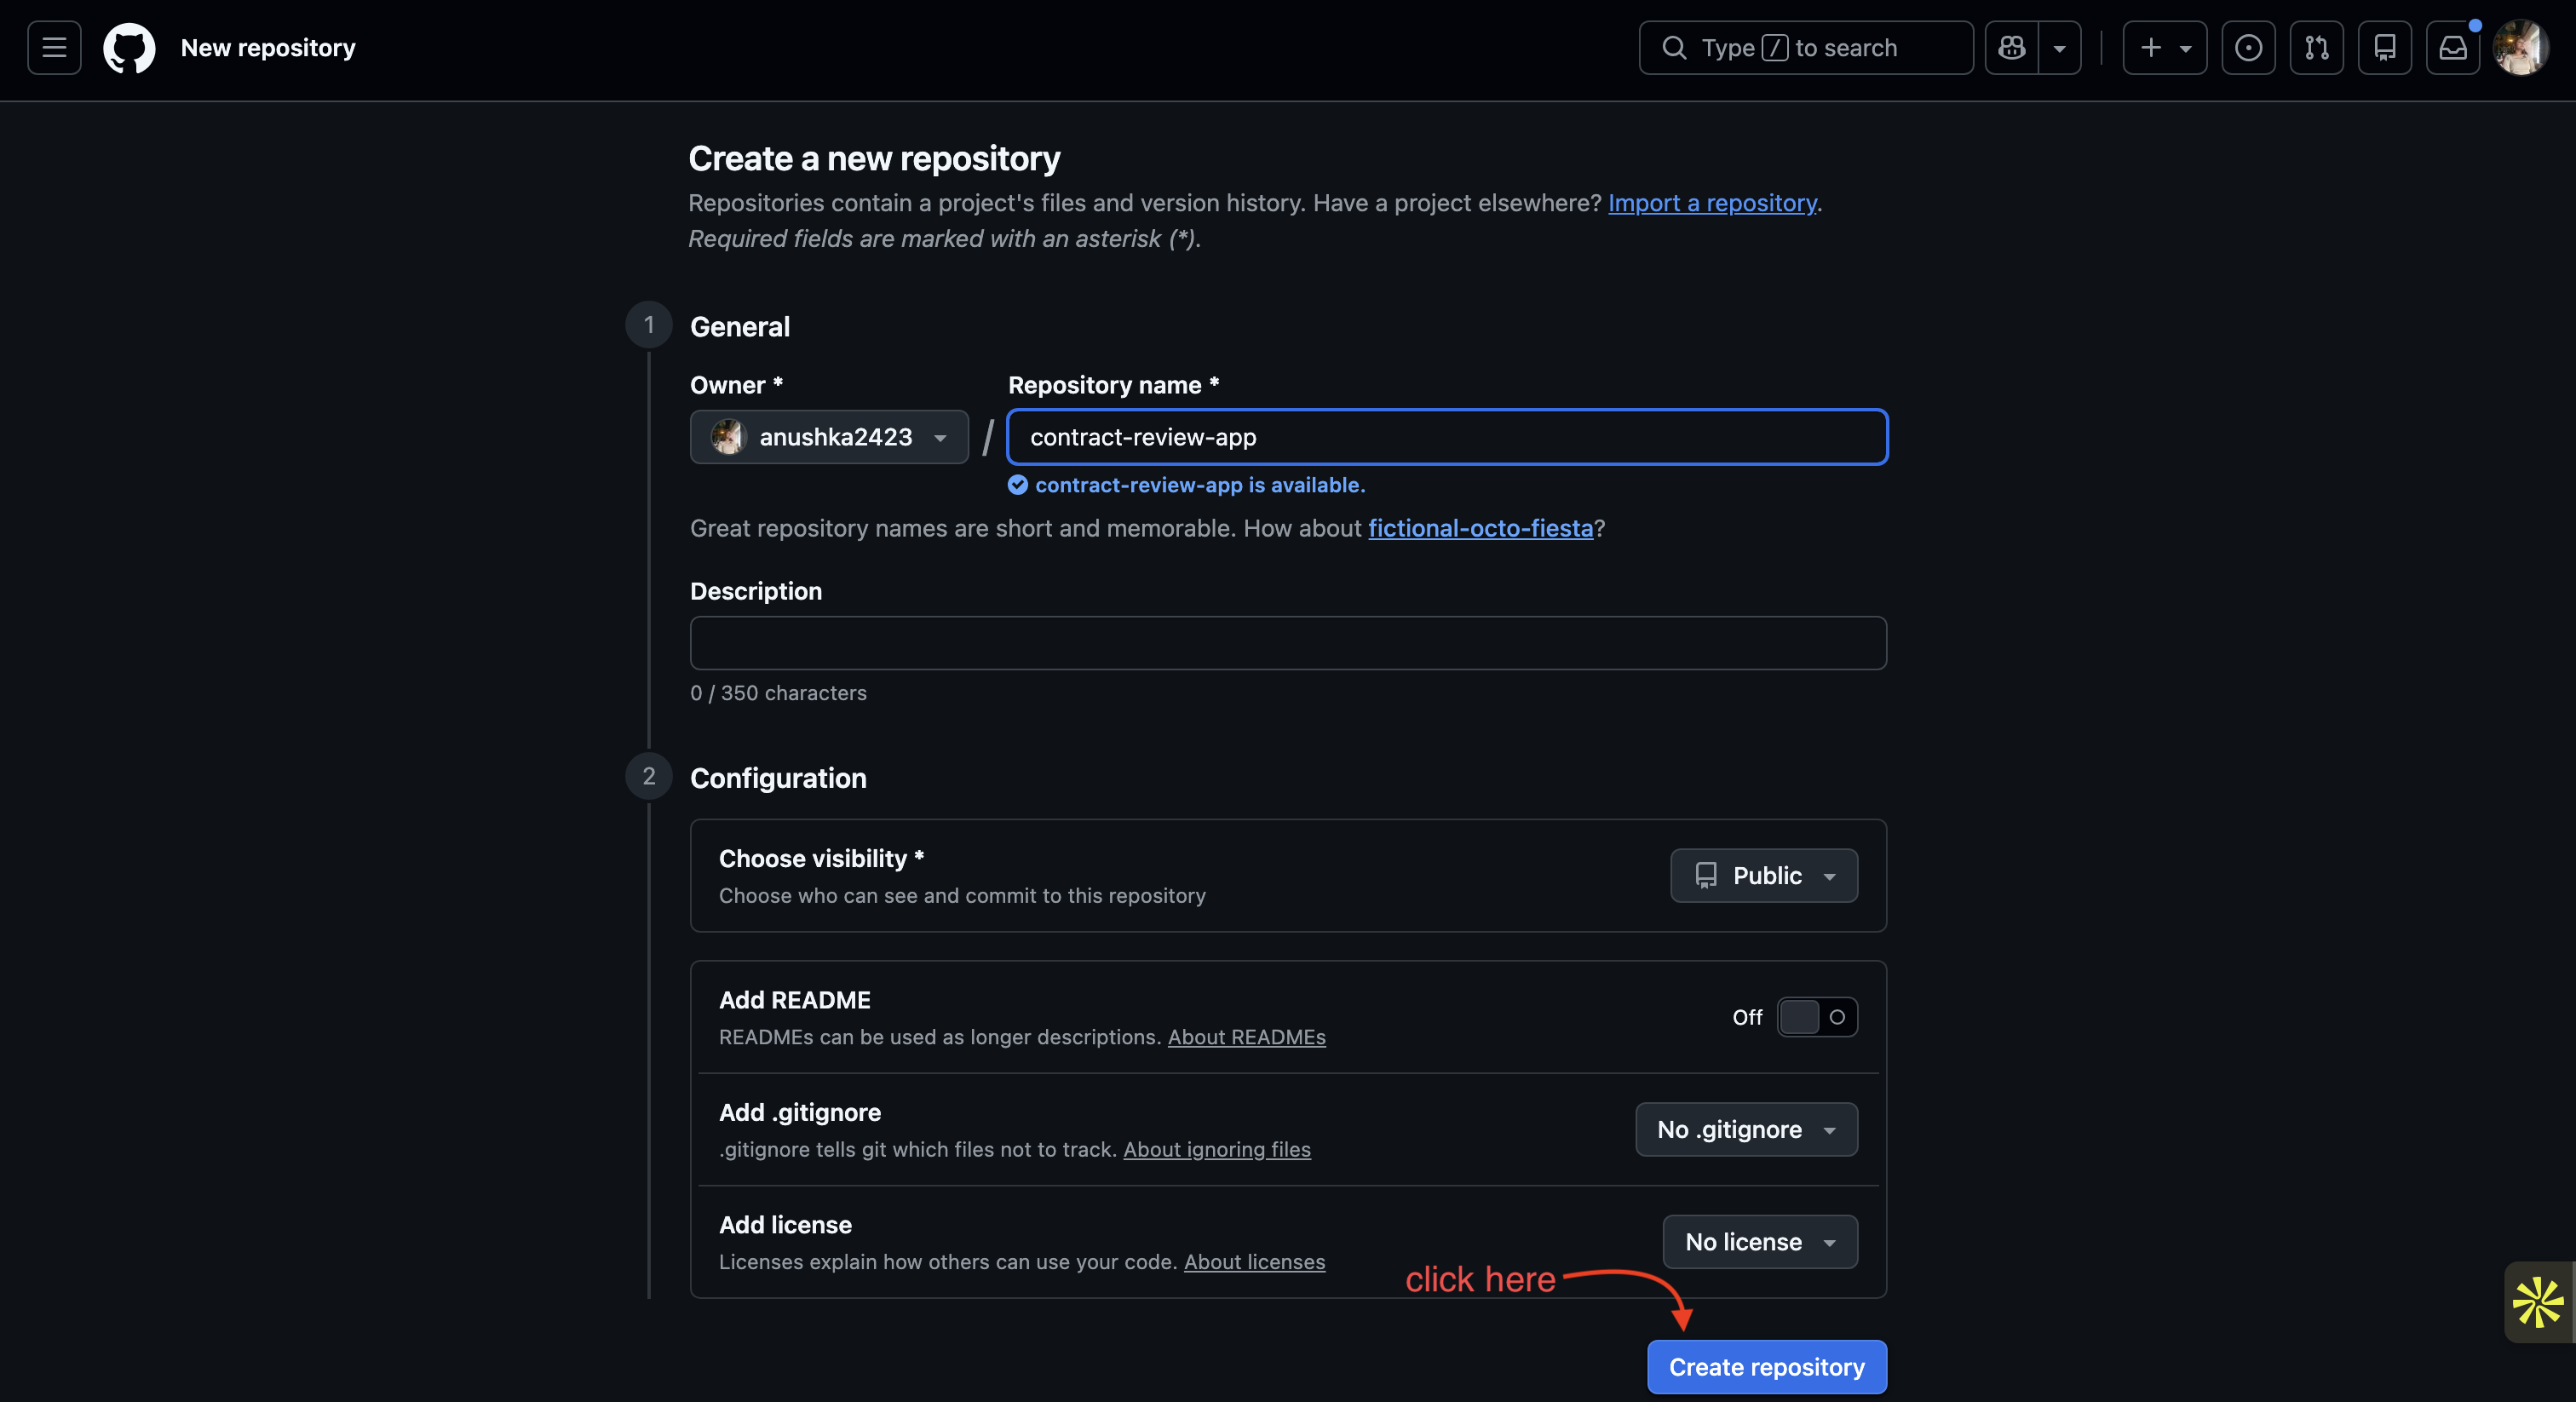 New repository
Type / to search
Create a new repository
Repositories contain a project's files and version history. Have a project elsewhere? Import a repository.
Required fields are marked with an asterisk (*).
1
General
Owner *
Repository name *
anushka2423
/
contract-review-app
contract-review-app is available.
Great repository names are short and memorable. How about fictional-octo-fiesta?
Description
0 / 350 characters
2
Configuration
Choose visibility *
Choose who can see and commit to this repository
Public
Add README
READMEs can be used as longer descriptions. About READMEs
Off
Add .gitignore
.gitignore tells git which files not to track. About ignoring files
No .gitignore
Add license
Licenses explain how others can use your code. About licenses
No license
click here
Create repository